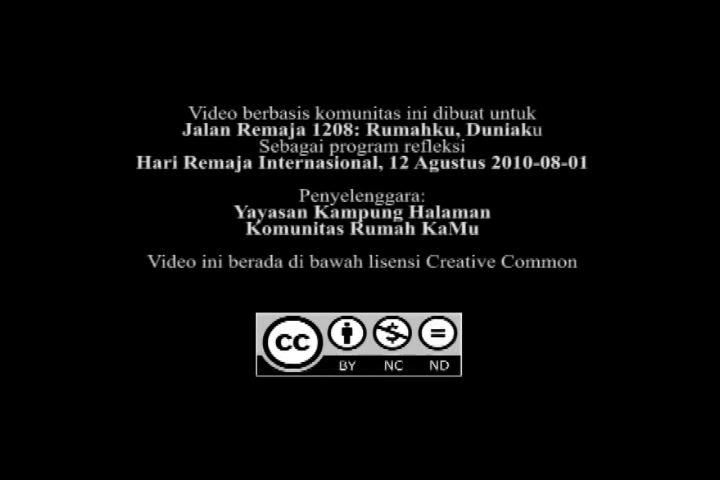 Video berbasis komunitas ini dibuat untuk
Jalan Remaja 1208: Rumahku, Duniaku
Sebagai program refleksi
Hari Remaja Internasional, 12 Agustus 2010-08-01
Penyelenggara:
Yayasan Kampung Halaman
Komunitas Rumah KaMu
Video ini berada di bawah lisensi Creative Common
cc $ =
BY NC ND